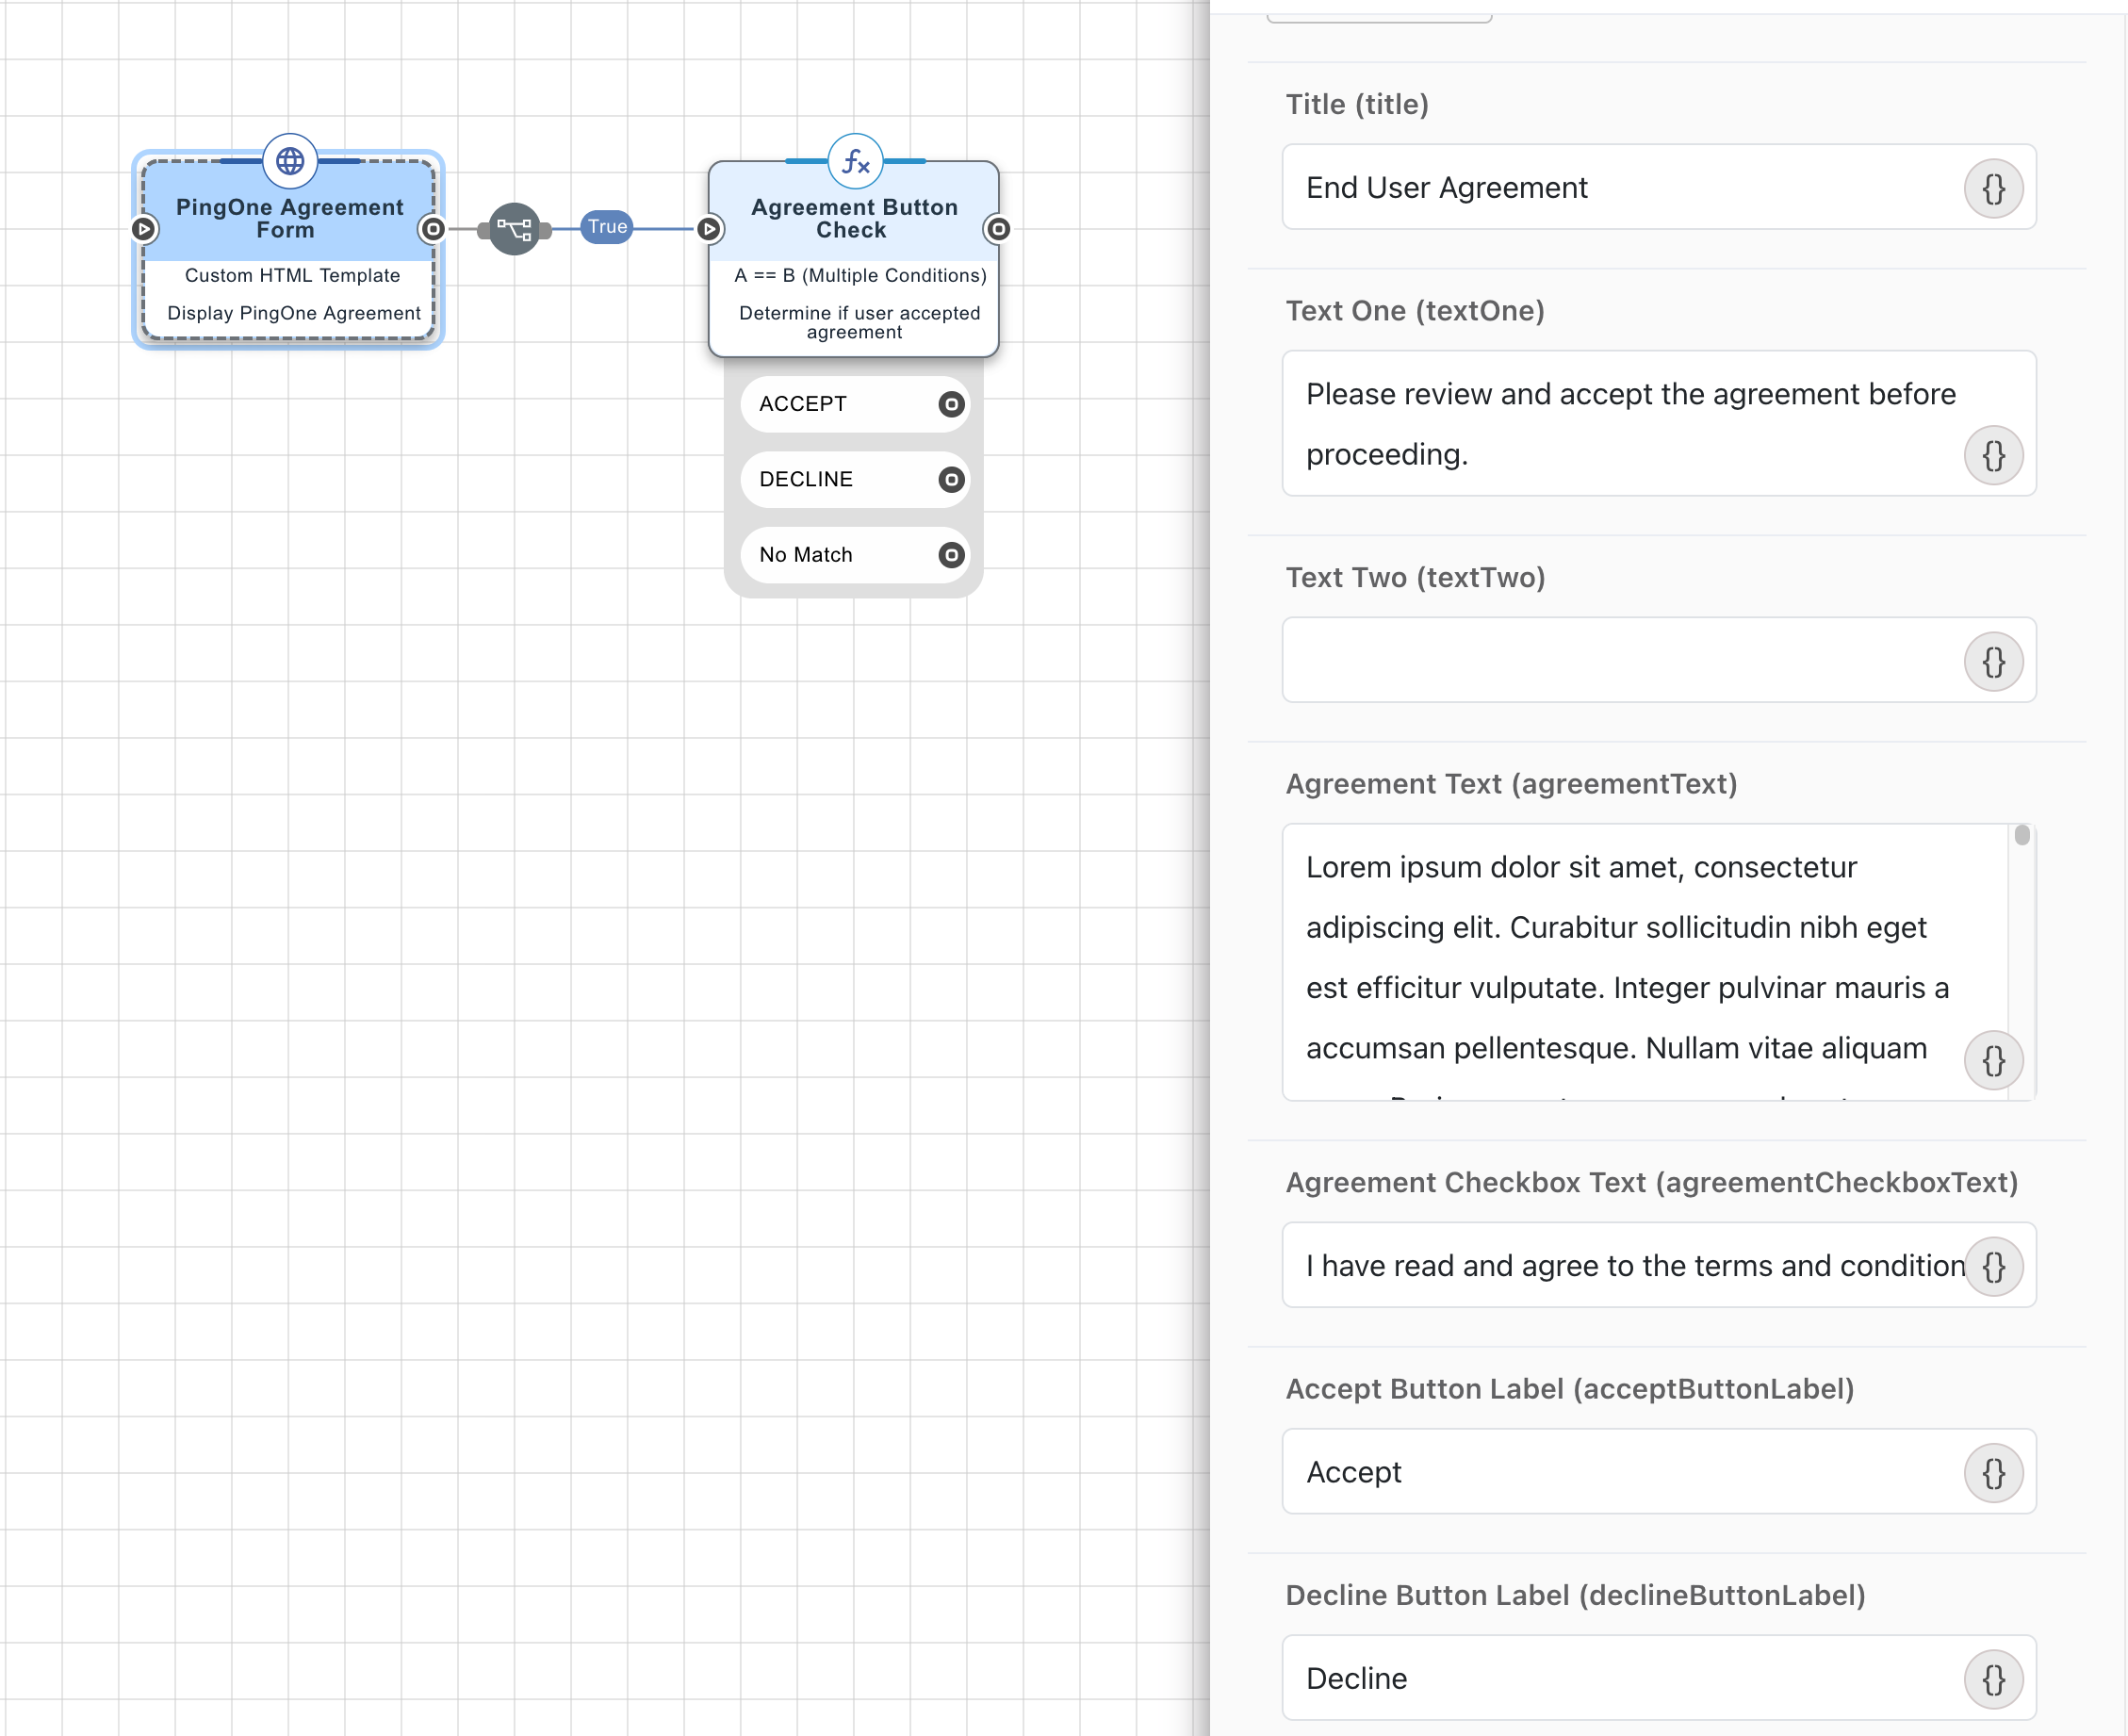 PingOne Agreement
Form
Custom HTML Template
Display PingOne Agreement
True
Agreement Button
Check
A == B (Multiple Conditions)
Determine if user accepted
agreement
ACCEPT
DECLINE
No Match
Title (title)
End User Agreement
{}
Text One (textOne)
Please review and accept the agreement before
proceeding.
{}
Text Two (textTwo)
{}
Agreement Text (agreementText)
Lorem ipsum dolor sit amet, consectetur
adipiscing elit. Curabitur sollicitudin nibh eget
est efficitur vulputate. Integer pulvinar mauris a
accumsan pellentesque. Nullam vitae aliquam
{}
Agreement Checkbox Text (agreementCheckboxText)
I have read and agree to the terms and condition
{}
Accept Button Label (acceptButtonLabel)
Accept
{}
Decline Button Label (declineButtonLabel)
Decline
{}